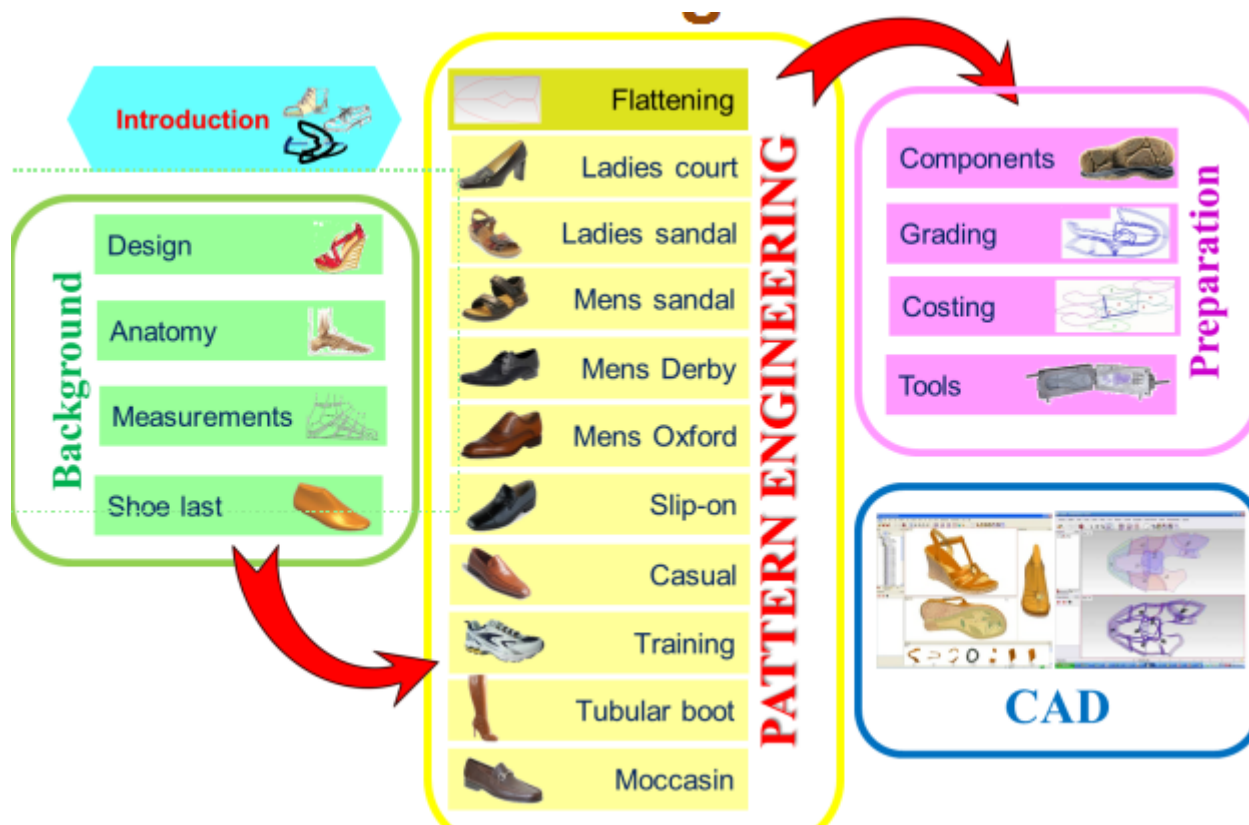 Introduction
Background
Design
Anatomy
Measurements
Shoe last
Flattening
Ladies court
Ladies sandal
Mens sandal
Mens Derby
Mens Oxford
Slip-on
Casual
Training
Tubular boot
Moccasin
PATTERN ENGINEERING
Components
Grading
Costing
Tools
Preparation
CAD